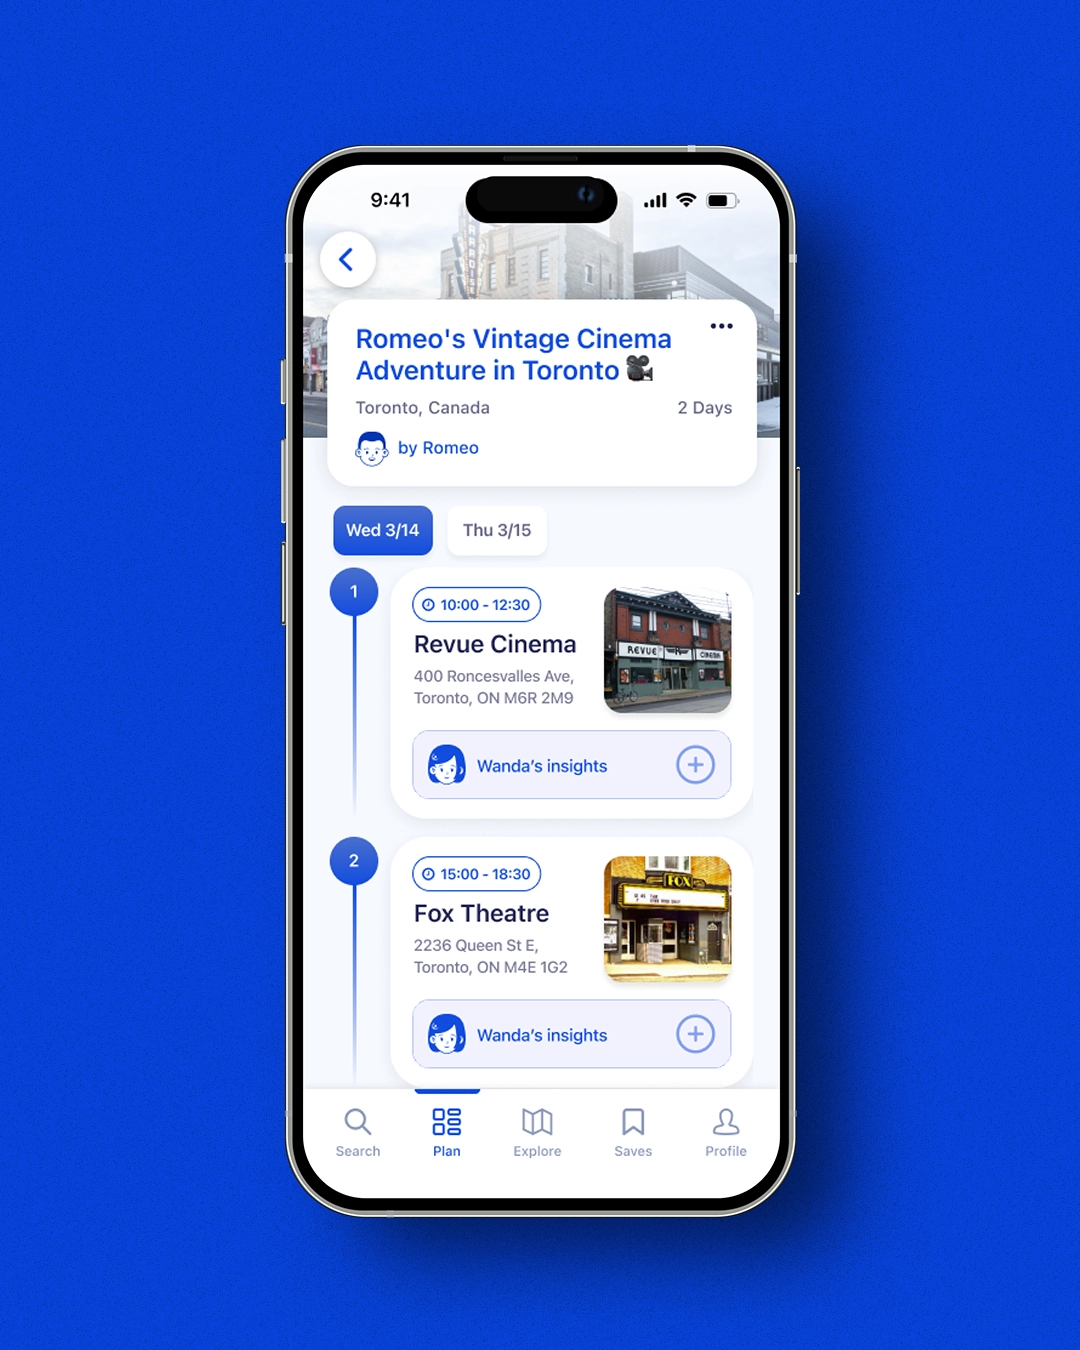 9:41
PARADISE
Romeo's Vintage Cinema
Adventure in Toronto
Toronto, Canada
2 Days
by Romeo
Wed 3/14
Thu 3/15
1
10:00 - 12:30
Revue Cinema
400 Roncesvalles Ave,
Toronto, ON M6R 2M9
REVUE R CINEMA
Wanda’s insights
2
15:00 - 18:30
Fox Theatre
2236 Queen St E,
Toronto, ON M4E 1G2
FOX
Wanda’s insights
Search
Plan
Explore
Saves
Profile